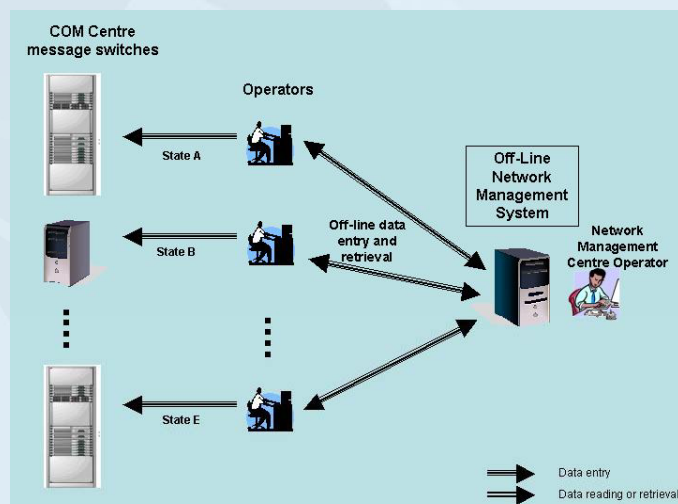 COM Centre
message switches
Operators
State A
Off-Line
Network
Management
System
State B
Off-line data
entry and
retrieval
Network
Management
Centre Operator
State E
Data entry
Data reading or retrieval